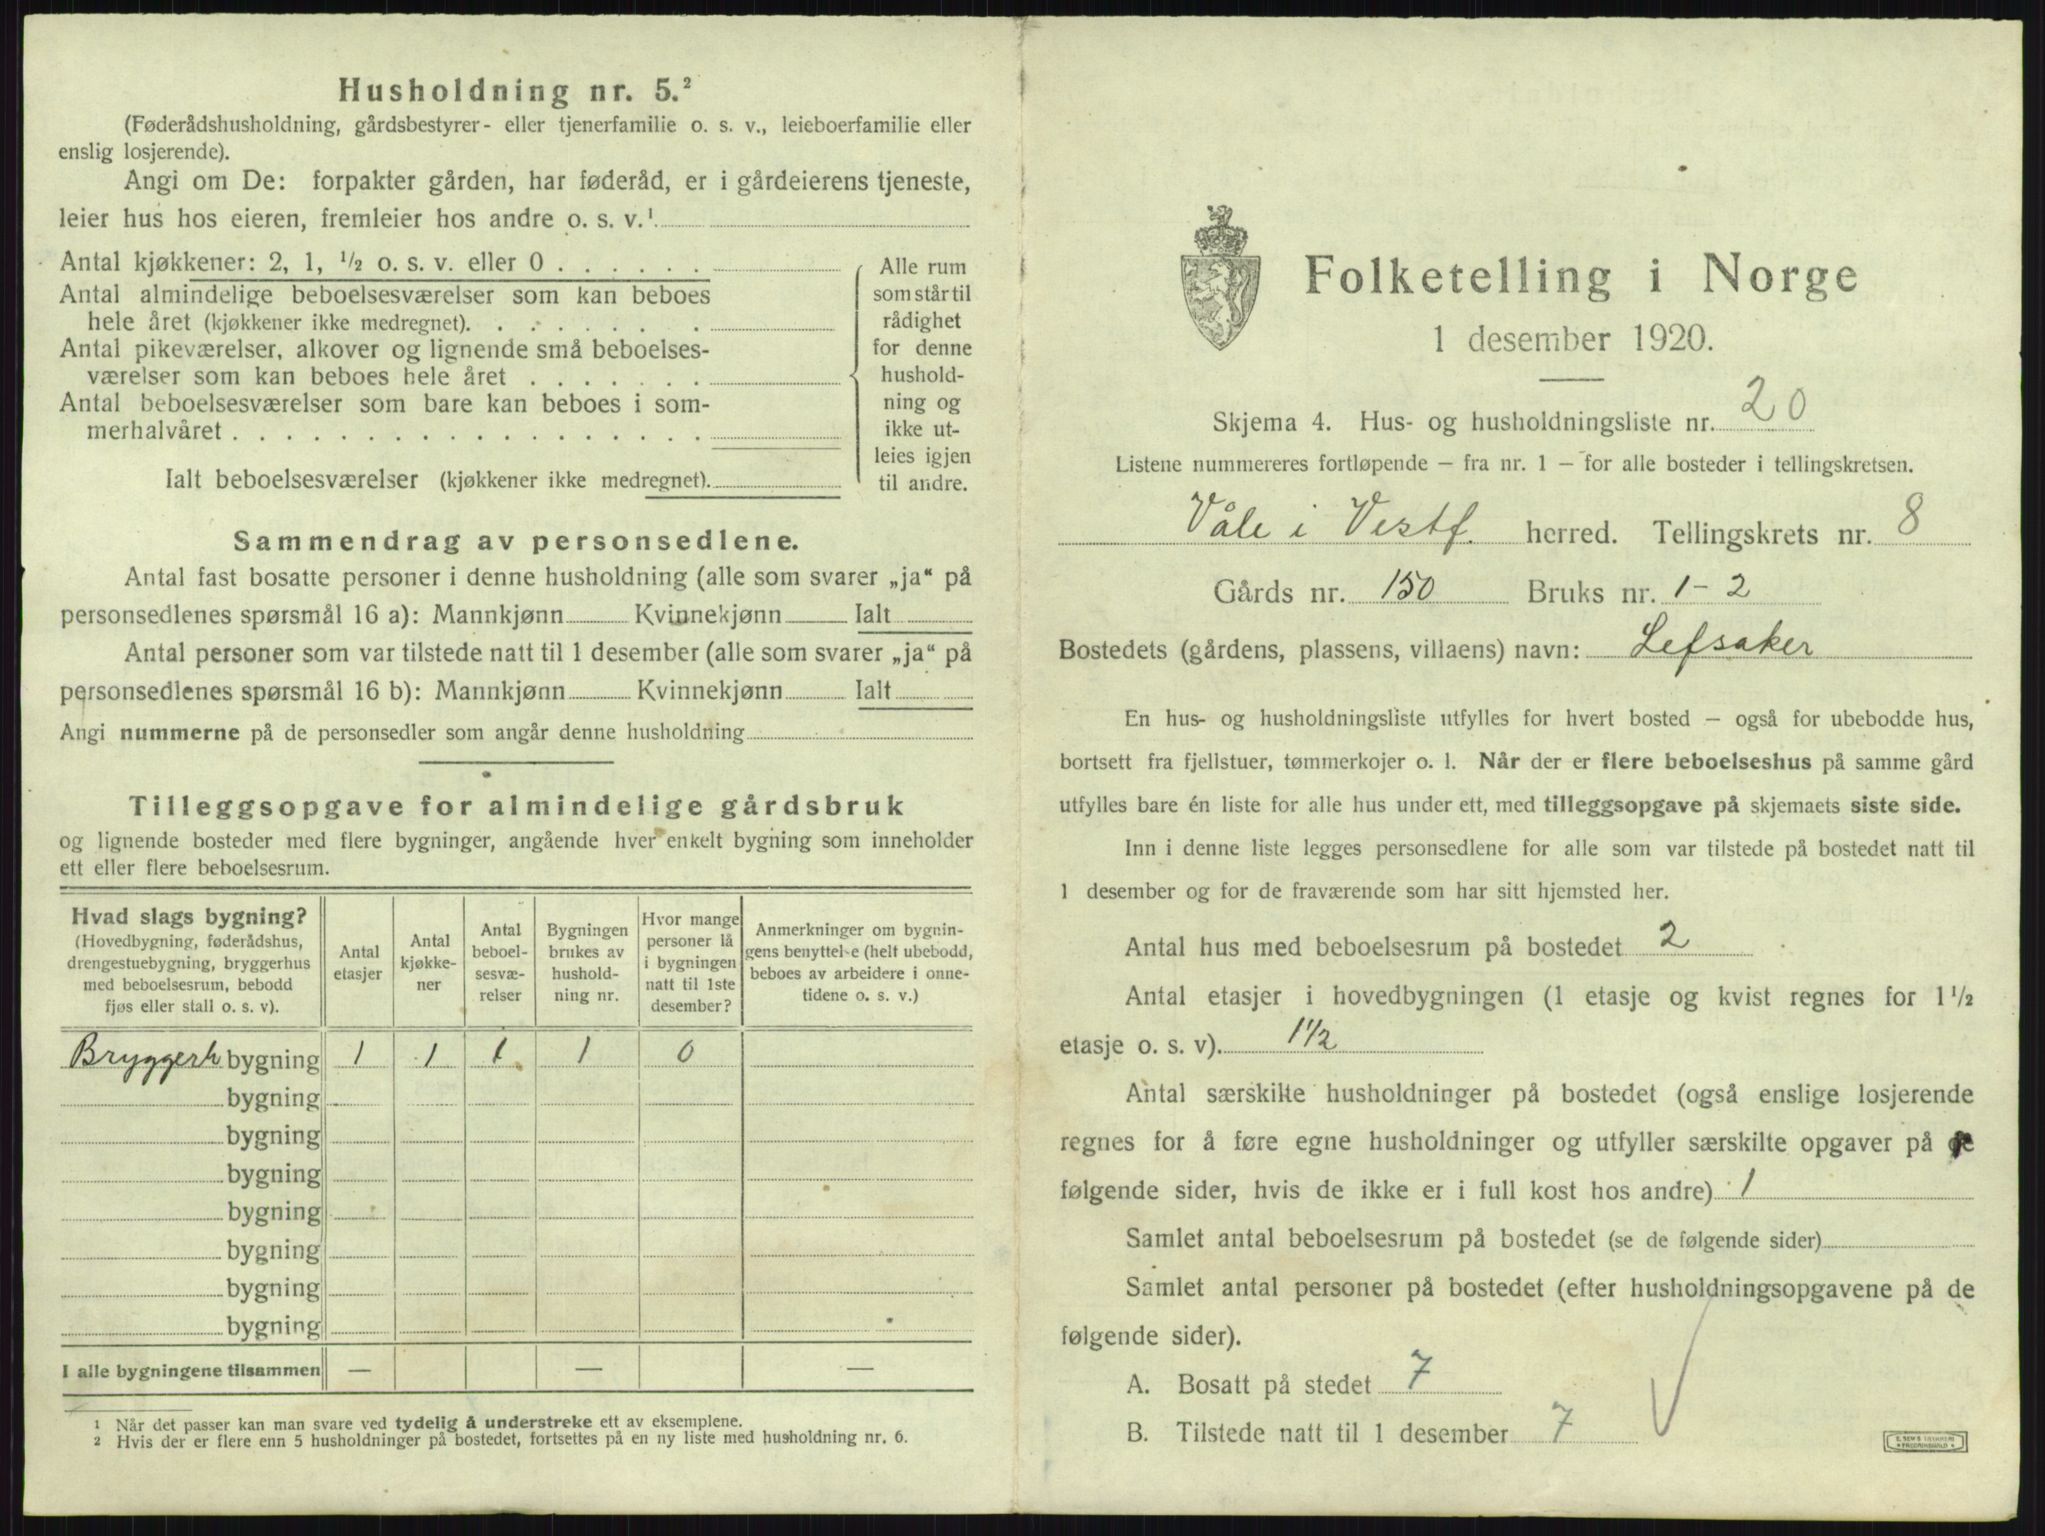 Husholdning nr. 5.²
(Føderådshusholdning, gårdsbestyrer- eller tjenerfamilie o. s. v., leieboerfamilie eller
enslig losjerende).
Angi om De: forpakter gården, har føderåd, er i gårdeierens tjeneste,
leier hus hos eieren, fremleier hos andre o. s. v.¹
Antal kjøkkener: 2, 1, ½ o. s. v. eller 0 . . . . . .
Antal almindelige beboelsesværelser som kan beboes
hele året (kjøkkener ikke medregnet). . . . . . . .
Antal pikeværelser, alkover og lignende små beboelses-
værelser som kan beboes hele året . . . . . . .
Antal beboelsesværelser som bare kan beboes i som-
merhalvåret . . . . . . . . . . . . . . . . . .
Ialt beboelsesværelser (kjøkkener ikke medregnet).
Alle rum
som står til
rådighet
for denne
hushold-
ning og
ikke ut-
leies igjen
til andre.
Sammendrag av personsedlene.
Antal fast bosatte personer i denne husholdning (alle som svarer „ja“ på
personsedlenes spørsmål 16 a): Mannkjønn Kvinnekjønn Ialt
Antal personer som var tilstede natt til 1 desember (alle som svarer „ja“ på
personsedlenes spørsmål 16 b): Mannkjønn Kvinnekjønn Ialt
Angi nummerne på de personsedler som angår denne husholdning
Tilleggsopgave for almindelige gårdsbruk
og lignende bosteder med flere bygninger, angående hver enkelt bygning som inneholder
ett eller flere beboelsesrum.
Hvad slags bygning?
(Hovedbygning, føderådshus,
drengestuebygning, bryggerhus
med beboelsesrum, bebodd
fjøs eller stall o. s. v).
Antal
etasjer
Antal
kjøkke-
ner
Antal
beboel-
sesvæ-
relser
Bygningen
brukes av
hushold-
ning nr.
Hvor mange
personer lå
i bygningen
natt til 1ste
desember?
Anmerkninger om bygnin-
gens benyttelse (helt ubebodd,
beboes av arbeidere i onne-
tidene o. s. v.)
Bryggerh bygning 1 1 1 1 0
bygning
bygning
bygning
bygning
bygning
bygning
bygning
I alle bygningene tilsammen — — —
¹ Når det passer kan man svare ved tydelig å understreke ett av eksemplene.
² Hvis der er flere enn 5 husholdninger på bostedet, fortsettes på en ny liste med husholdning nr. 6.
Folketelling i Norge
1 desember 1920.
Skjema 4. Hus- og husholdningsliste nr. 20
Listene nummereres fortløpende — fra nr. 1 — for alle bosteder i tellingskretsen.
Våle i Vestf. herred. Tellingskrets nr. 8
Gårds nr. 150 Bruks nr. 1-2
Bostedets (gårdens, plassens, villaens) navn: Lefsaker
En hus- og husholdningsliste utfylles for hvert bosted — også for ubebodde hus,
bortsett fra fjellstuer, tømmerkojer o. l. Når der er flere beboelseshus på samme gård
utfylles bare én liste for alle hus under ett, med tilleggsopgave på skjemaets siste side.
Inn i denne liste legges personsedlene for alle som var tilstede på bostedet natt til
1 desember og for de fraværende som har sitt hjemsted her.
Antal hus med beboelsesrum på bostedet 2
Antal etasjer i hovedbygningen (1 etasje og kvist regnes for 1½
etasje o. s. v). 1½
Antal særskilte husholdninger på bostedet (også enslige losjerende
regnes for å føre egne husholdninger og utfyller særskilte opgaver på de
følgende sider, hvis de ikke er i full kost hos andre) 1
Samlet antal beboelsesrum på bostedet (se de følgende sider)
Samlet antal personer på bostedet (efter husholdningsopgavene på de
følgende sider).
A. Bosatt på stedet 7
B. Tilstede natt til 1 desember 7